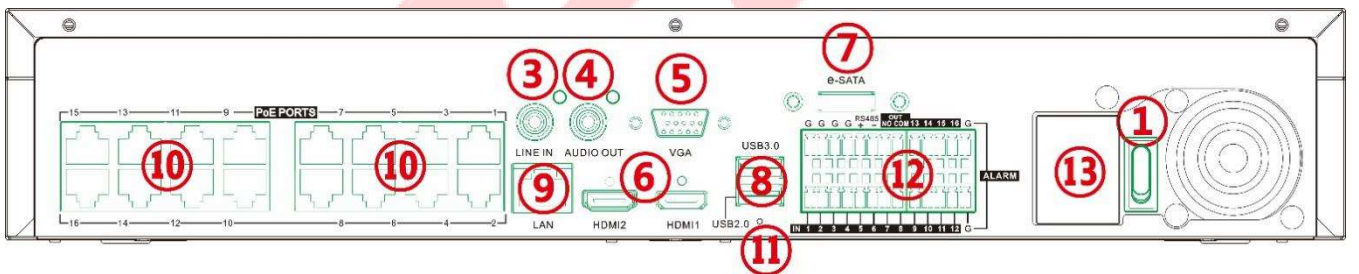 7
e-SATA
3 4 5
15 13 11 9 PoE PORTS 7 5 3 1
G G G G RS485 + - OUT NO COM 13 14 15 16 G
1
LINE IN AUDIO OUT VGA USB3.0
10 10 12 13
ALARM
9 6 8
16 14 12 10 8 6 4 2
LAN HDMI2 HDMI1 USB2.0
IN 1 2 3 4 5 6 7 8 9 10 11 12 G
11